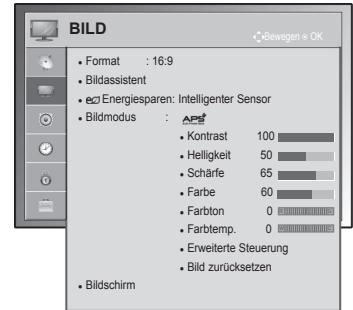 BILD
Bewegen OK
• Format : 16:9
• Bildassistent
• Energiesparen: Intelligenter Sensor
• Bildmodus : APS
• Kontrast 100
• Helligkeit 50
• Schärfe 65
• Farbe 60
• Farbton 0
• Farbtemp. 0
• Erweiterte Steuerung
• Bild zurücksetzen
• Bildschirm